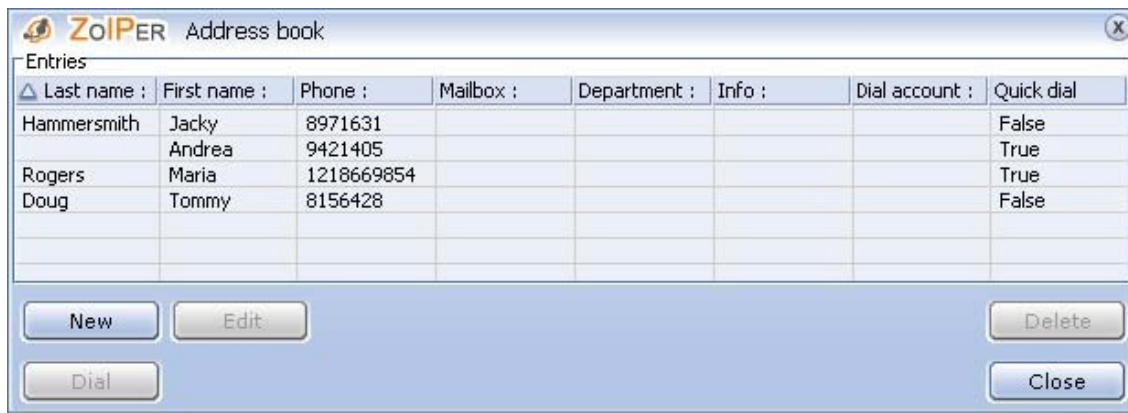 ZoIPer Address book
Entries
Last name : First name : Phone : Mailbox : Department : Info : Dial account : Quick dial
Hammersmith Jacky 8971631 False
Andrea 9421405 True
Rogers Maria 1218669854 True
Doug Tommy 8156428 False
New Edit Delete
Dial Close